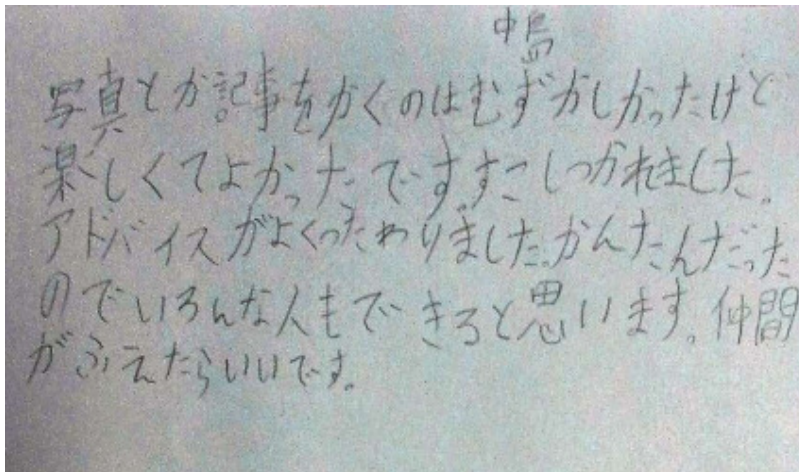 中島
写真とか記事をかくのはむずかしかったけど
楽しくてよかったです。すこしつかれました。
アドバイスがよくつたわりました。かんたんだった
のでいろんな人もできると思います。仲間
がふえたらいいです。